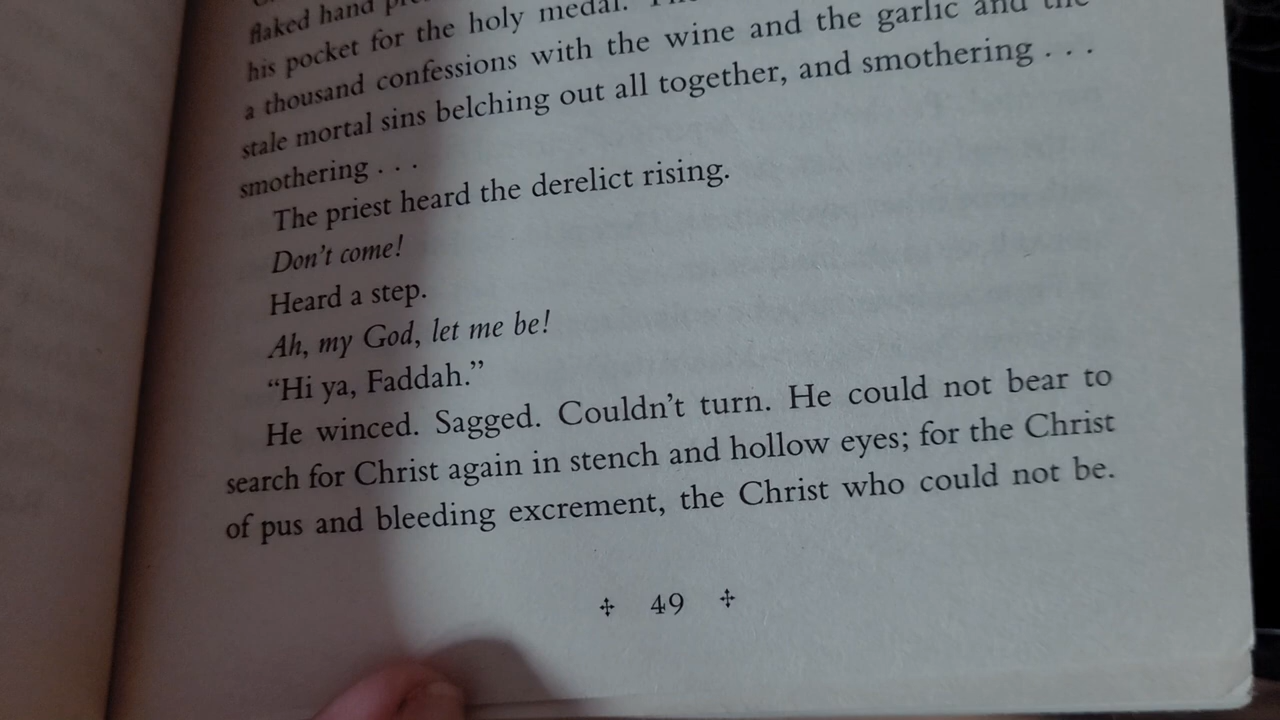 flaked hand
his pocket for the holy medal.
a thousand confessions with the wine and the garlic and the
stale mortal sins belching out all together, and smothering . . .
smothering . . .
The priest heard the derelict rising.
Don't come!
Heard a step.
Ah, my God, let me be!
“Hi ya, Faddah.”
He winced. Sagged. Couldn't turn. He could not bear to
search for Christ again in stench and hollow eyes; for the Christ
of pus and bleeding excrement, the Christ who could not be.
49